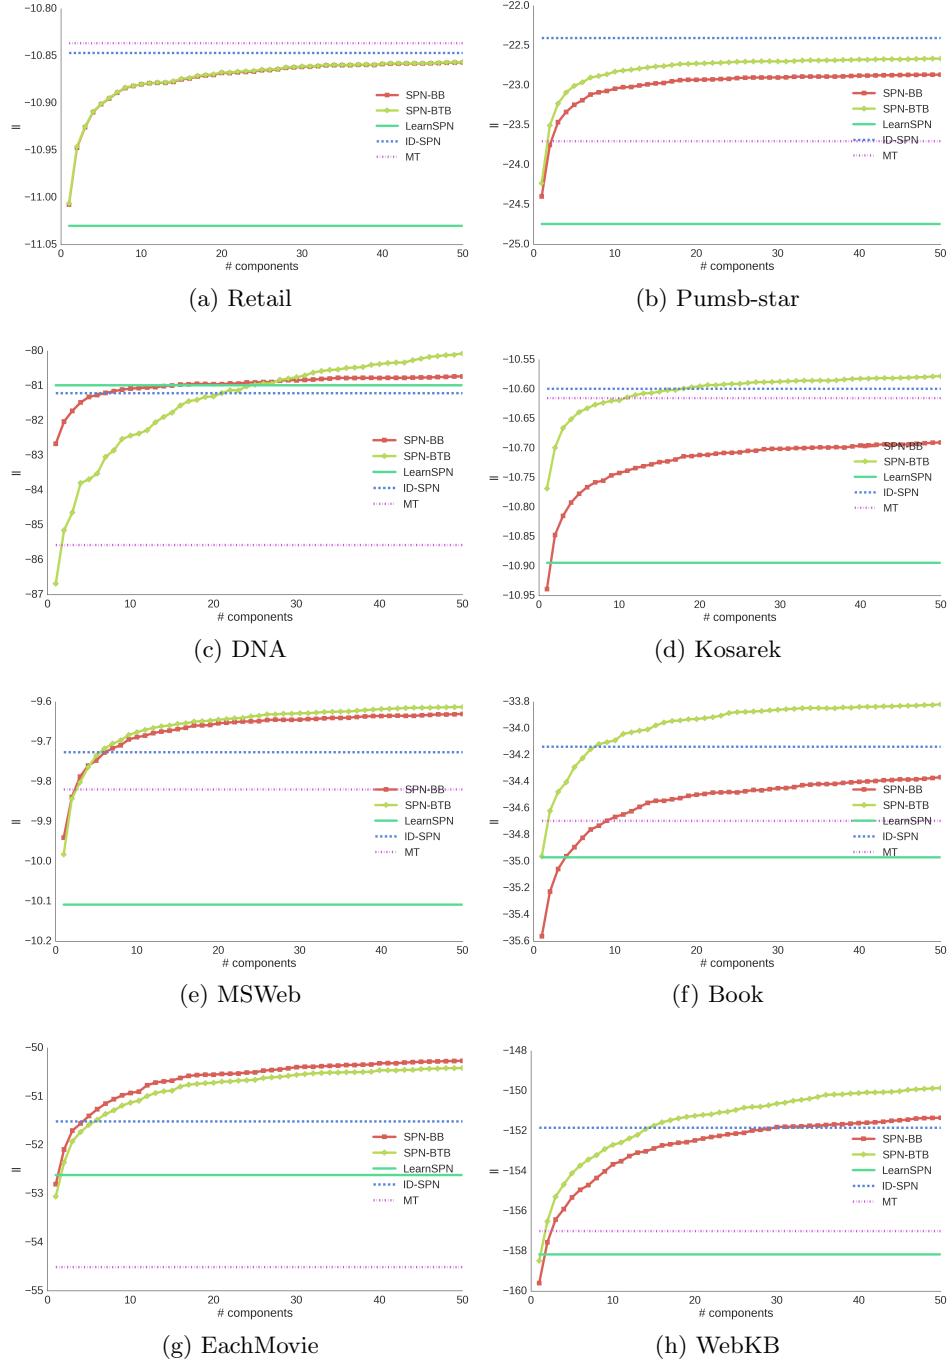 −10.80
−10.85
−10.90
−10.95
−11.00
−11.05
ll
0 10 20 30 40 50
# components
SPN-BB
SPN-BTB
LearnSPN
ID-SPN
MT
(a) Retail
−22.0
−22.5
−23.0
−23.5
−24.0
−24.5
−25.0
ll
0 10 20 30 40 50
# components
SPN-BB
SPN-BTB
LearnSPN
ID-SPN
MT
(b) Pumsb-star
−80
−81
−82
−83
−84
−85
−86
−87
ll
0 10 20 30 40 50
# components
SPN-BB
SPN-BTB
LearnSPN
ID-SPN
MT
(c) DNA
−10.55
−10.60
−10.65
−10.70
−10.75
−10.80
−10.85
−10.90
−10.95
ll
0 10 20 30 40 50
# components
SPN-BB
SPN-BTB
LearnSPN
ID-SPN
MT
(d) Kosarek
−9.6
−9.7
−9.8
−9.9
−10.0
−10.1
−10.2
ll
0 10 20 30 40 50
# components
SPN-BB
SPN-BTB
LearnSPN
ID-SPN
MT
(e) MSWeb
−33.8
−34.0
−34.2
−34.4
−34.6
−34.8
−35.0
−35.2
−35.4
−35.6
ll
0 10 20 30 40 50
# components
SPN-BB
SPN-BTB
LearnSPN
ID-SPN
MT
(f) Book
−50
−51
−52
−53
−54
−55
ll
0 10 20 30 40 50
# components
SPN-BB
SPN-BTB
LearnSPN
ID-SPN
MT
(g) EachMovie
−148
−150
−152
−154
−156
−158
−160
ll
0 10 20 30 40 50
# components
SPN-BB
SPN-BTB
LearnSPN
ID-SPN
MT
(h) WebKB